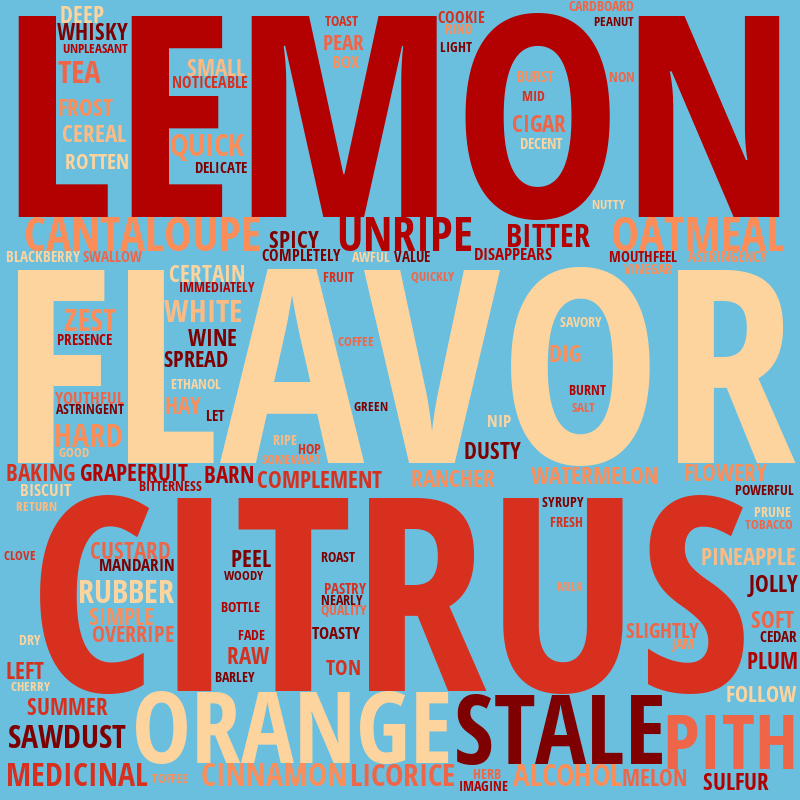 LEMON
DEEP
WHISKY
UNPLEASANT
TEA
FROST
CEREAL
ROTTEN
SMALL
NOTICEABLE
QUICK
DELICATE
TOAST
PEAR
BOX
COOKIE
LIGHT
CARDBOARD
PEANUT
BURST
NON
MID
CIGAR
DECENT
NUTTY
CANTALOUPE
SPICY
UNRIPE
BITTER
OATMEAL
BLACKBERRY
SWALLOW
COMPLETELY
AWFUL
VALUE
DISAPPEARS
MOUTHFEEL
ASTRINGENCY
VINEGAR
FLAVOR
CERTAIN
IMMEDIATELY
FRUIT
QUICKLY
WHITE
ZEST
PRESENCE
WINE
SPREAD
COFFEE
SAVORY
DIG
ETHANOL
BURNT
YOUTHFUL
ASTRINGENT
HAY
LET
GREEN
SALT
NIP
HARD
GOOD
RIPE
HOP
DUSTY
BAKING
GRAPEFRUIT
BITTERNESS
BARN
COMPLEMENT
RANCHER
WATERMELON
FLOWERY
BISCUIT
RETURN
POWERFUL
CITRUS
SYRUPY
FRESH
PRUNE
TOBACCO
CLOVE
CUSTARD
MANDARIN
PEEL
WOODY
ROAST
PINEAPPLE
JOLLY
RUBBER
PASTRY
NEARLY
QUALITY
MILK
SIMPLE
OVERRIPE
BOTTLE
FADE
TOASTY
SLIGHTLY
JAM
SOFT
CEDAR
DRY
RAW
TON
BARLEY
PLUM
LEFT
CHERRY
FOLLOW
SUMMER
SAWDUST
ORANGE
STALE
PITH
MEDICINAL
TOFFEE
CINNAMON
LICORICE
HERB
IMAGINE
ALCOHOL
MELON
SULFUR